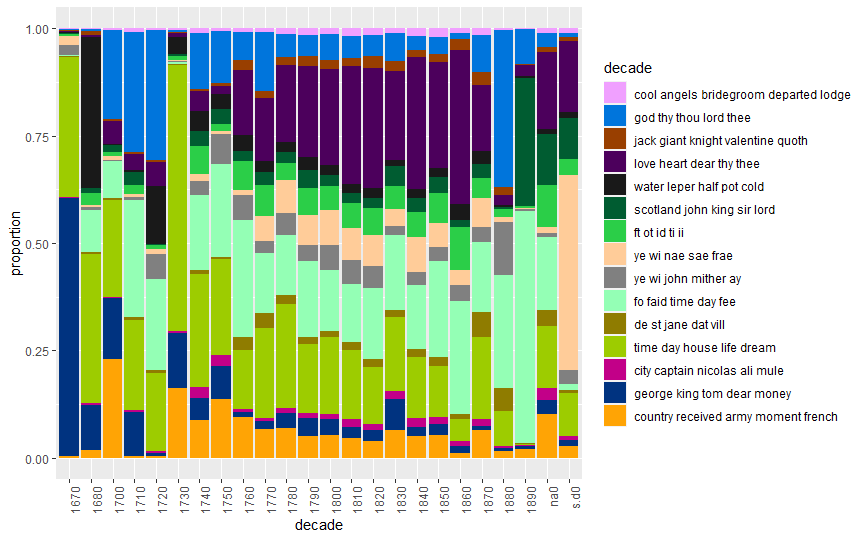 1.00
0.75
0.50
0.25
0.00
proportion
1670
1680
1700
1710
1720
1730
1740
1750
1760
1770
1780
1790
1800
1810
1820
1830
1840
1850
1860
1870
1880
1890
na0
s.d0
decade
decade
cool angels bridegroom departed lodge
god thy thou lord thee
jack giant knight valentine quoth
love heart dear thy thee
water leper half pot cold
scotland john king sir lord
ft ot id ti ii
ye wi nae sae frae
ye wi john mither ay
fo faid time day fee
de st jane dat vill
time day house life dream
city captain nicolas ali mule
george king tom dear money
country received army moment french